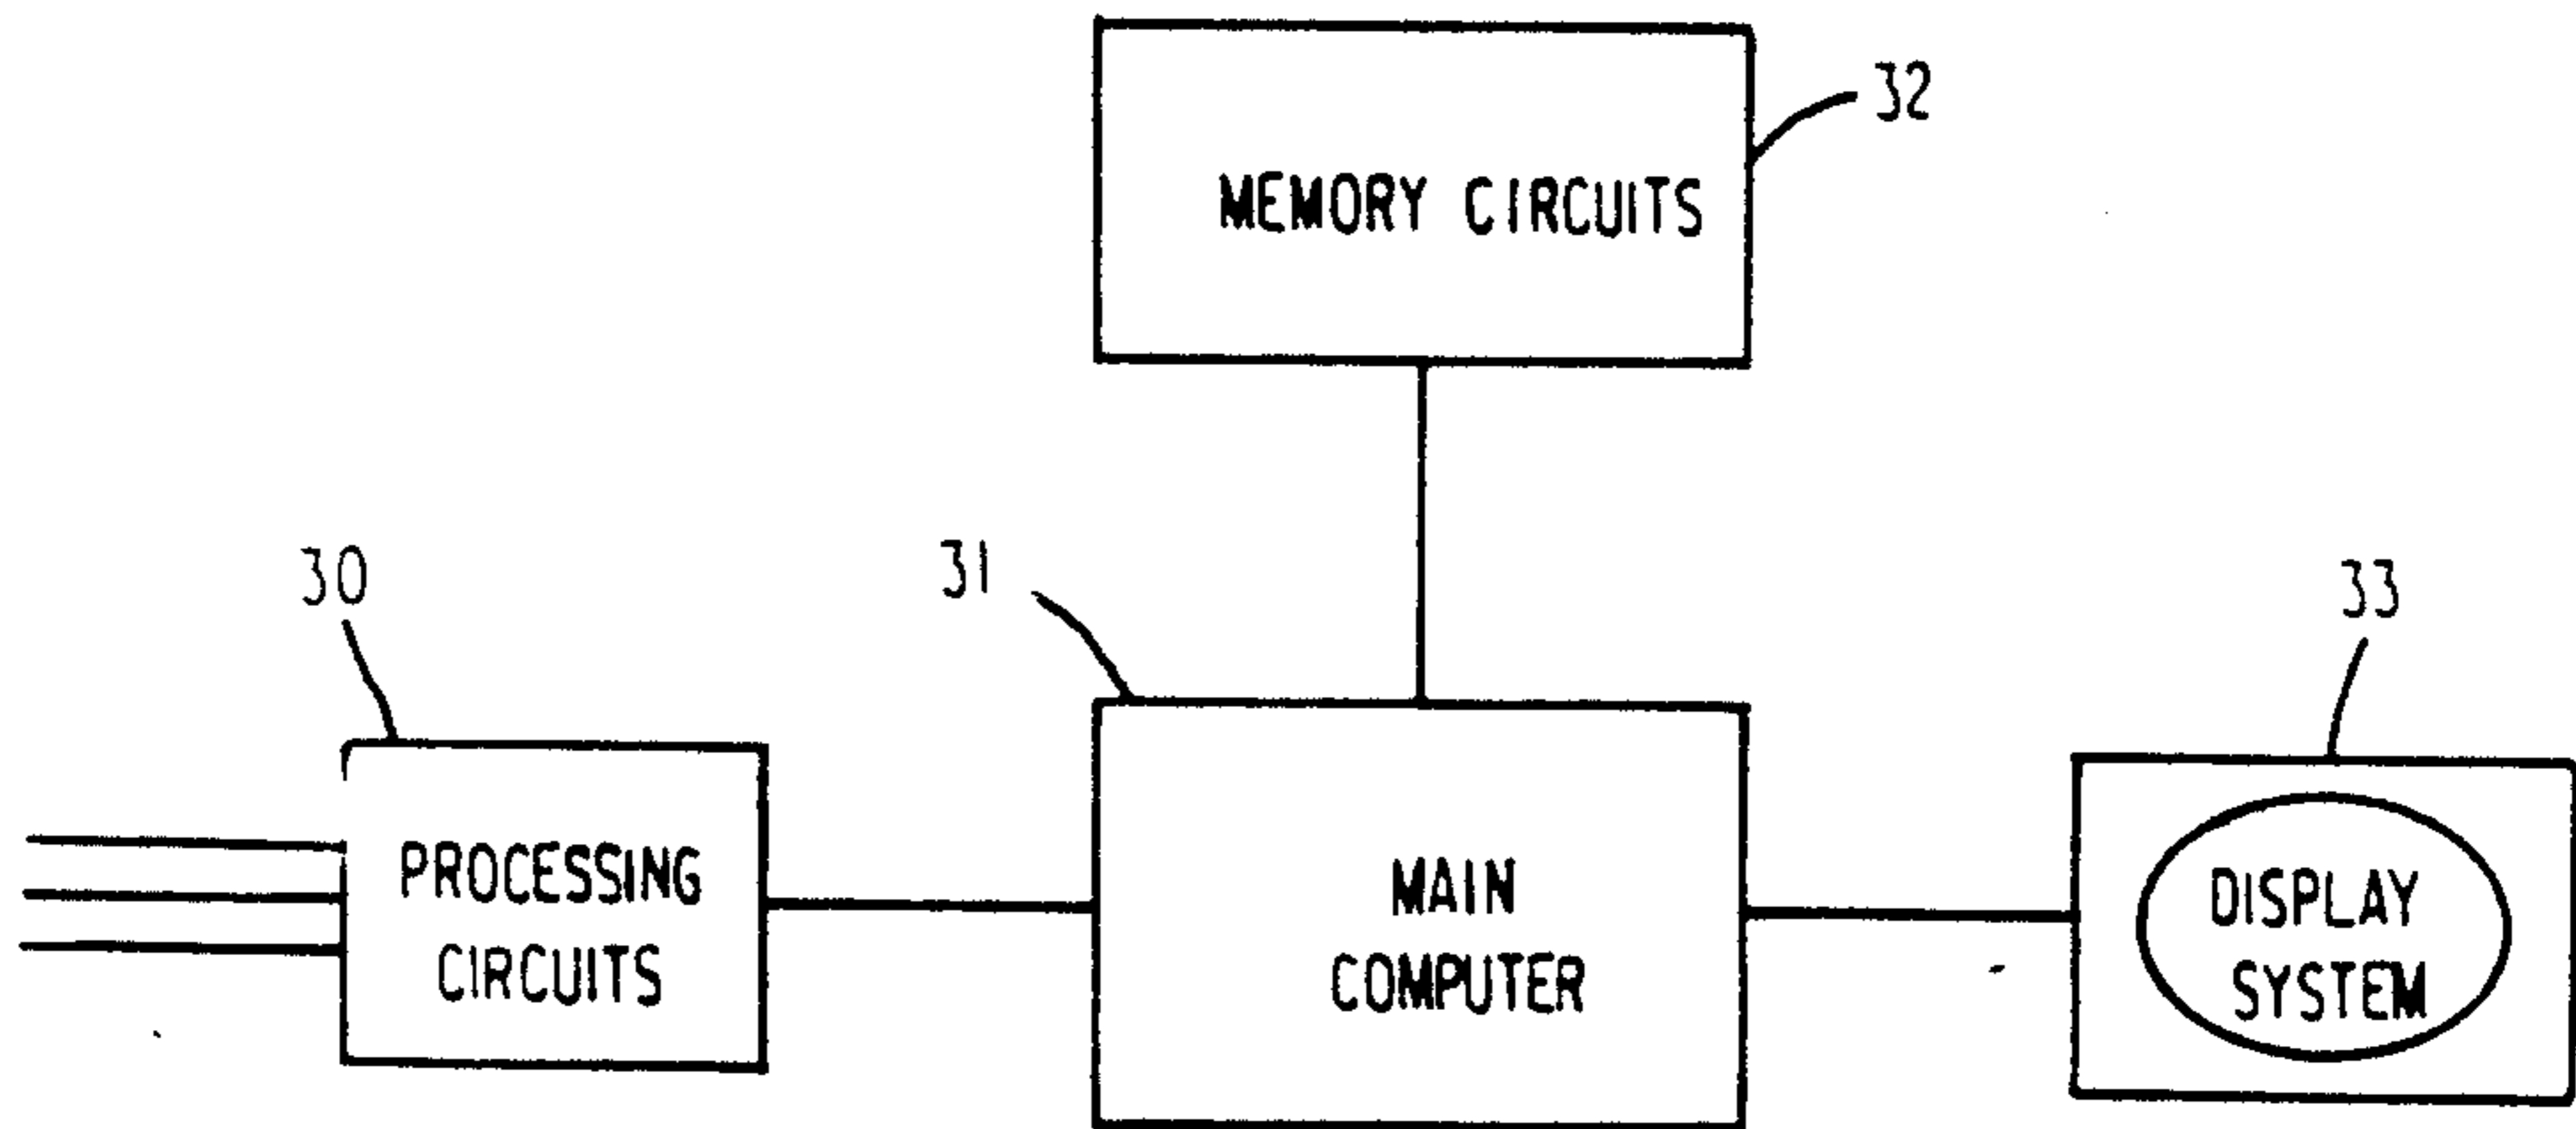 32
MEMORY CIRCUITS
30
31
33
PROCESSING
CIRCUITS
MAIN
COMPUTER
DISPLAY
SYSTEM